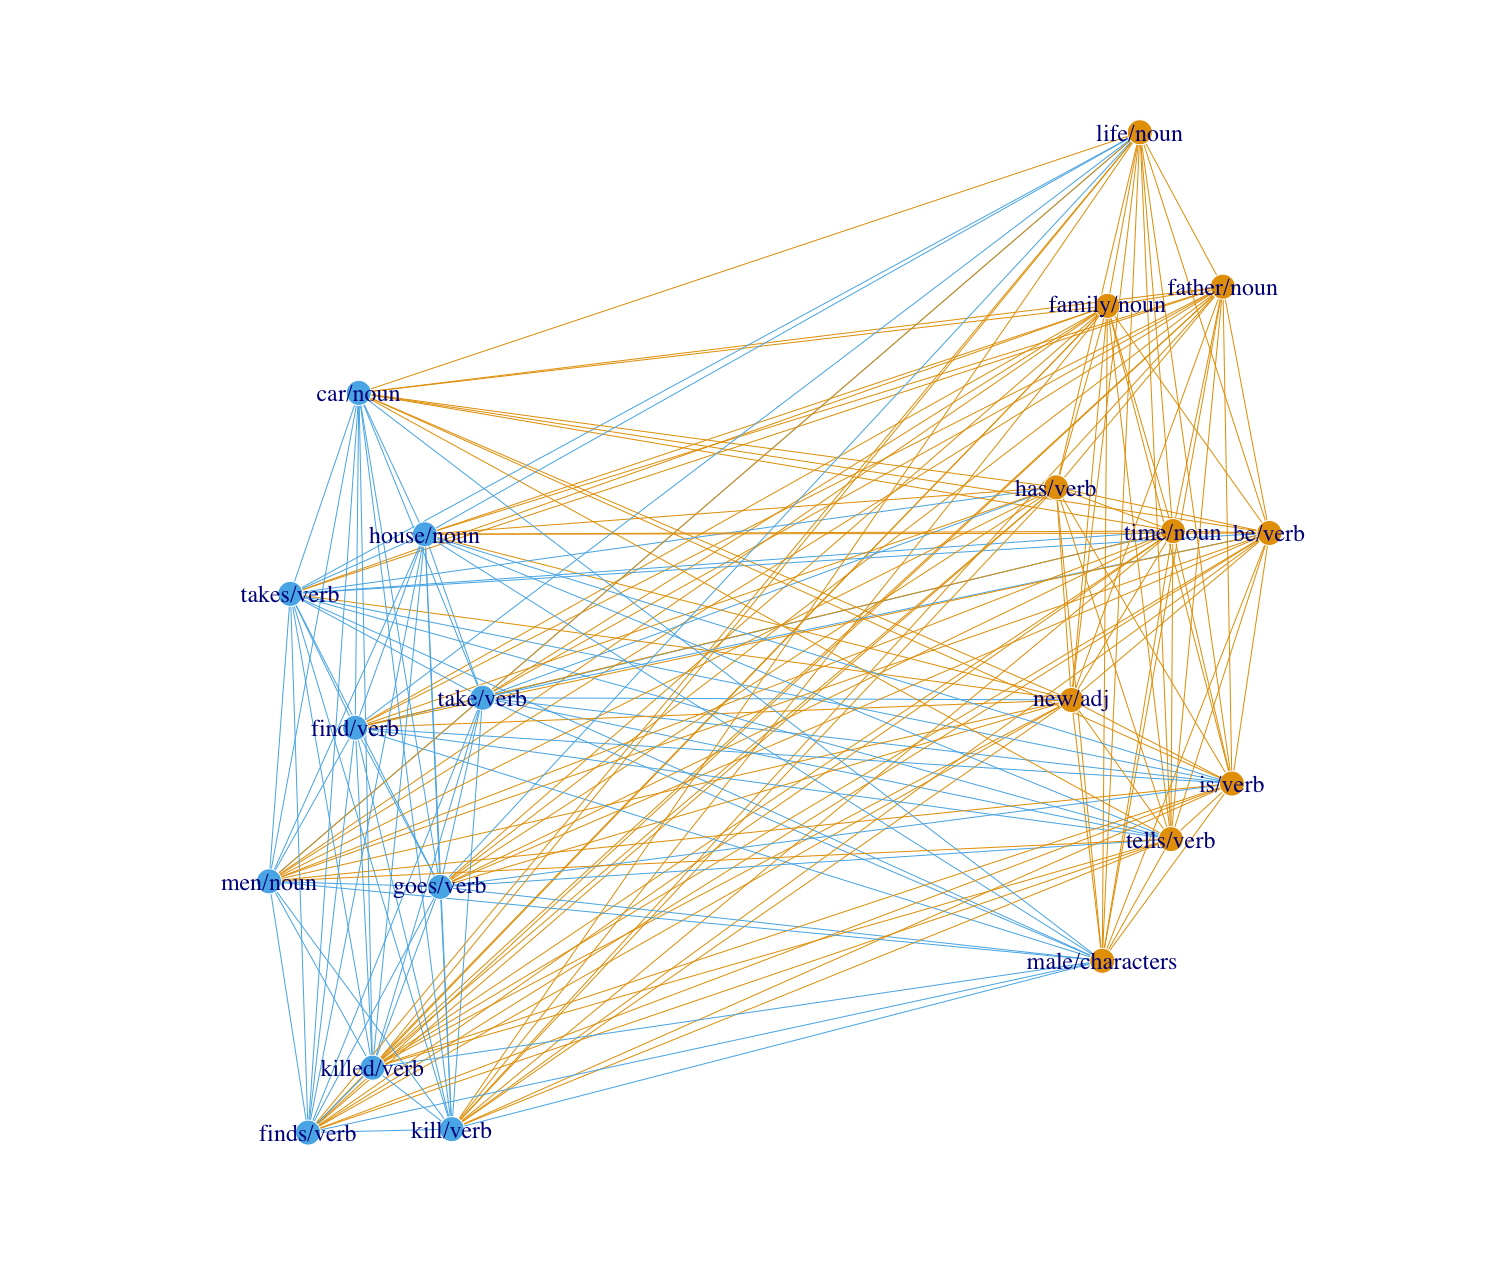 life/noun
father/noun
family/noun
car/noun
has/verb
time/noun
be/verb
house/noun
takes/verb
take/verb
new/adj
find/verb
is/verb
tells/verb
men/noun
goes/verb
male/characters
killed/verb
finds/verb
kill/verb